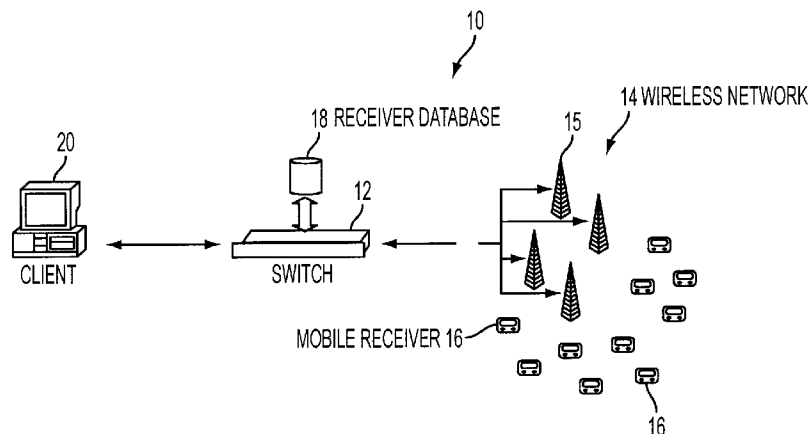 10
14 WIRELESS NETWORK
18 RECEIVER DATABASE
15
20
12
CLIENT
SWITCH
MOBILE RECEIVER 16
16